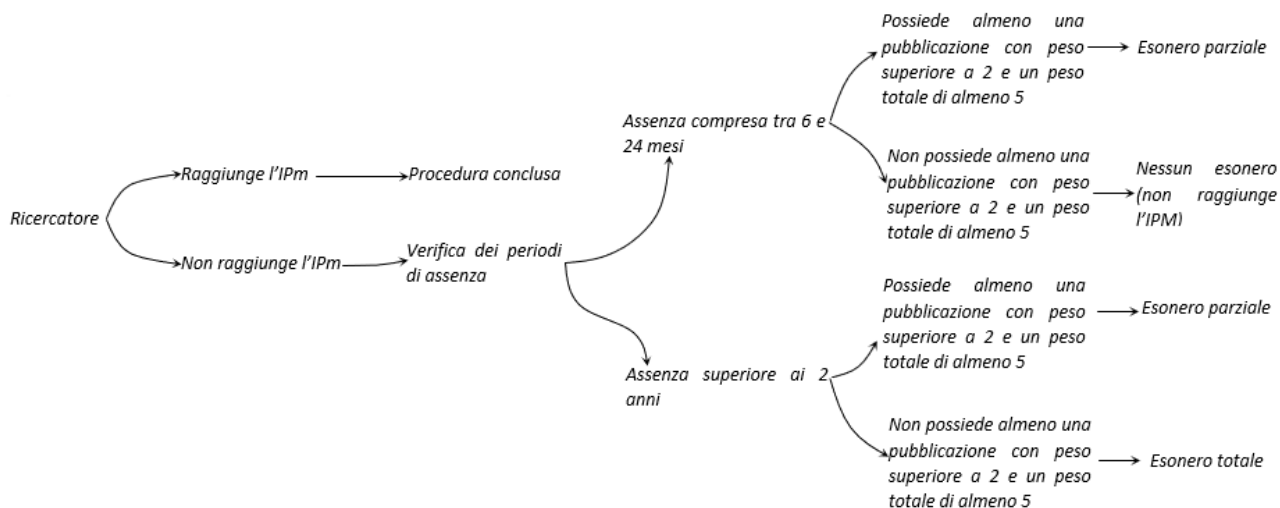 Ricercatore
Raggiunge l'IPm
Procedura conclusa
Non raggiunge l'IPm
Verifica dei periodi
di assenza
Assenza compresa tra 6 e
24 mesi
Possiede almeno una
pubblicazione con peso
superiore a 2 e un peso
totale di almeno 5
Esonero parziale
Non possiede almeno una
pubblicazione con peso
superiore a 2 e un peso
totale di almeno 5
Nessun esonero
(non raggiunge
l'IPM)
Assenza superiore ai 2
anni
Possiede almeno una
pubblicazione con peso
superiore a 2 e un peso
totale di almeno 5
Esonero parziale
Non possiede almeno una
pubblicazione con peso
superiore a 2 e un peso
totale di almeno 5
Esonero totale